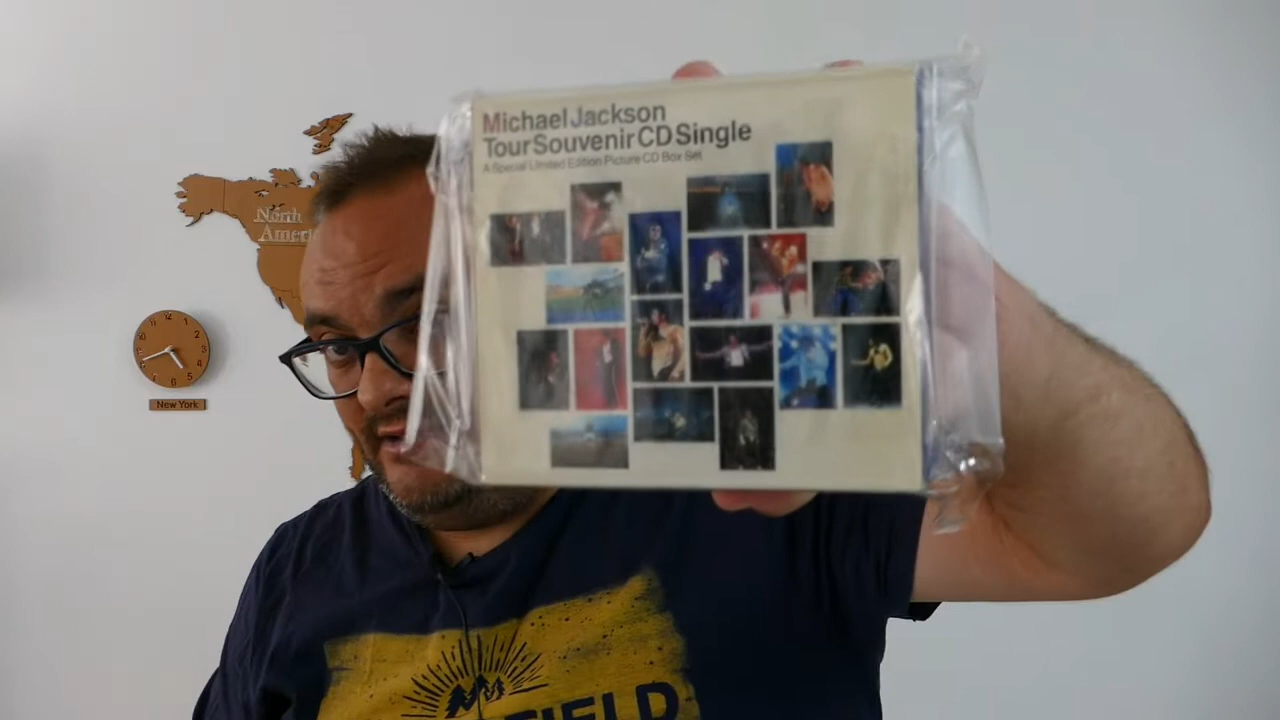 Michael Jackson
Tour Souvenir CD Single
A Special Limited Edition Picture CD Box Set
North
Americ
New York
FIELD